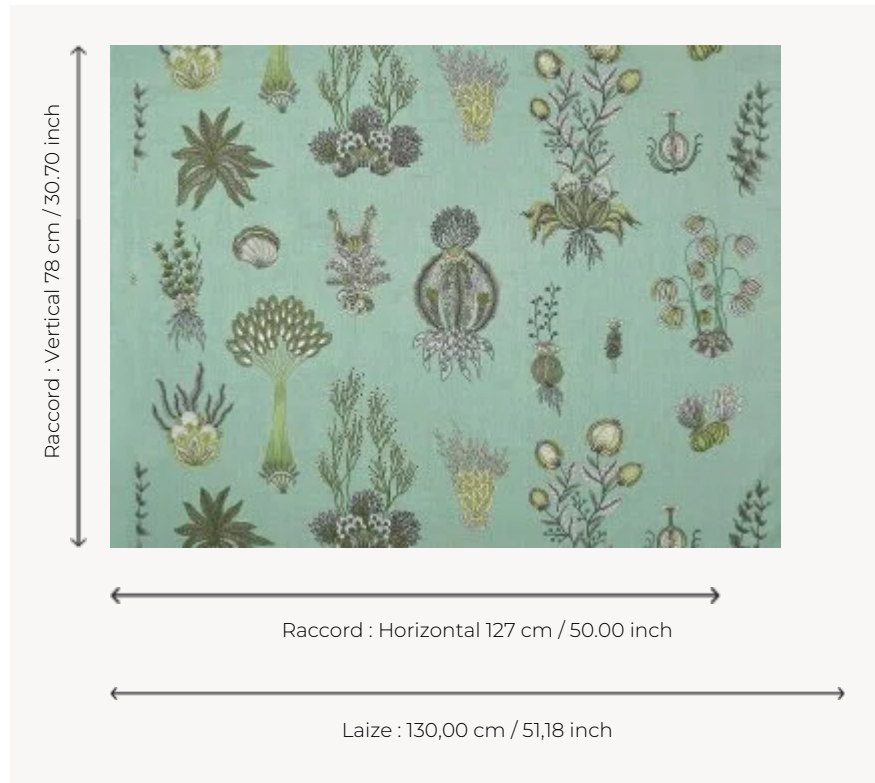 Raccord : Vertical 78 cm / 30.70 inch
Raccord : Horizontal 127 cm / 50.00 inch
Laize : 130,00 cm / 51,18 inch